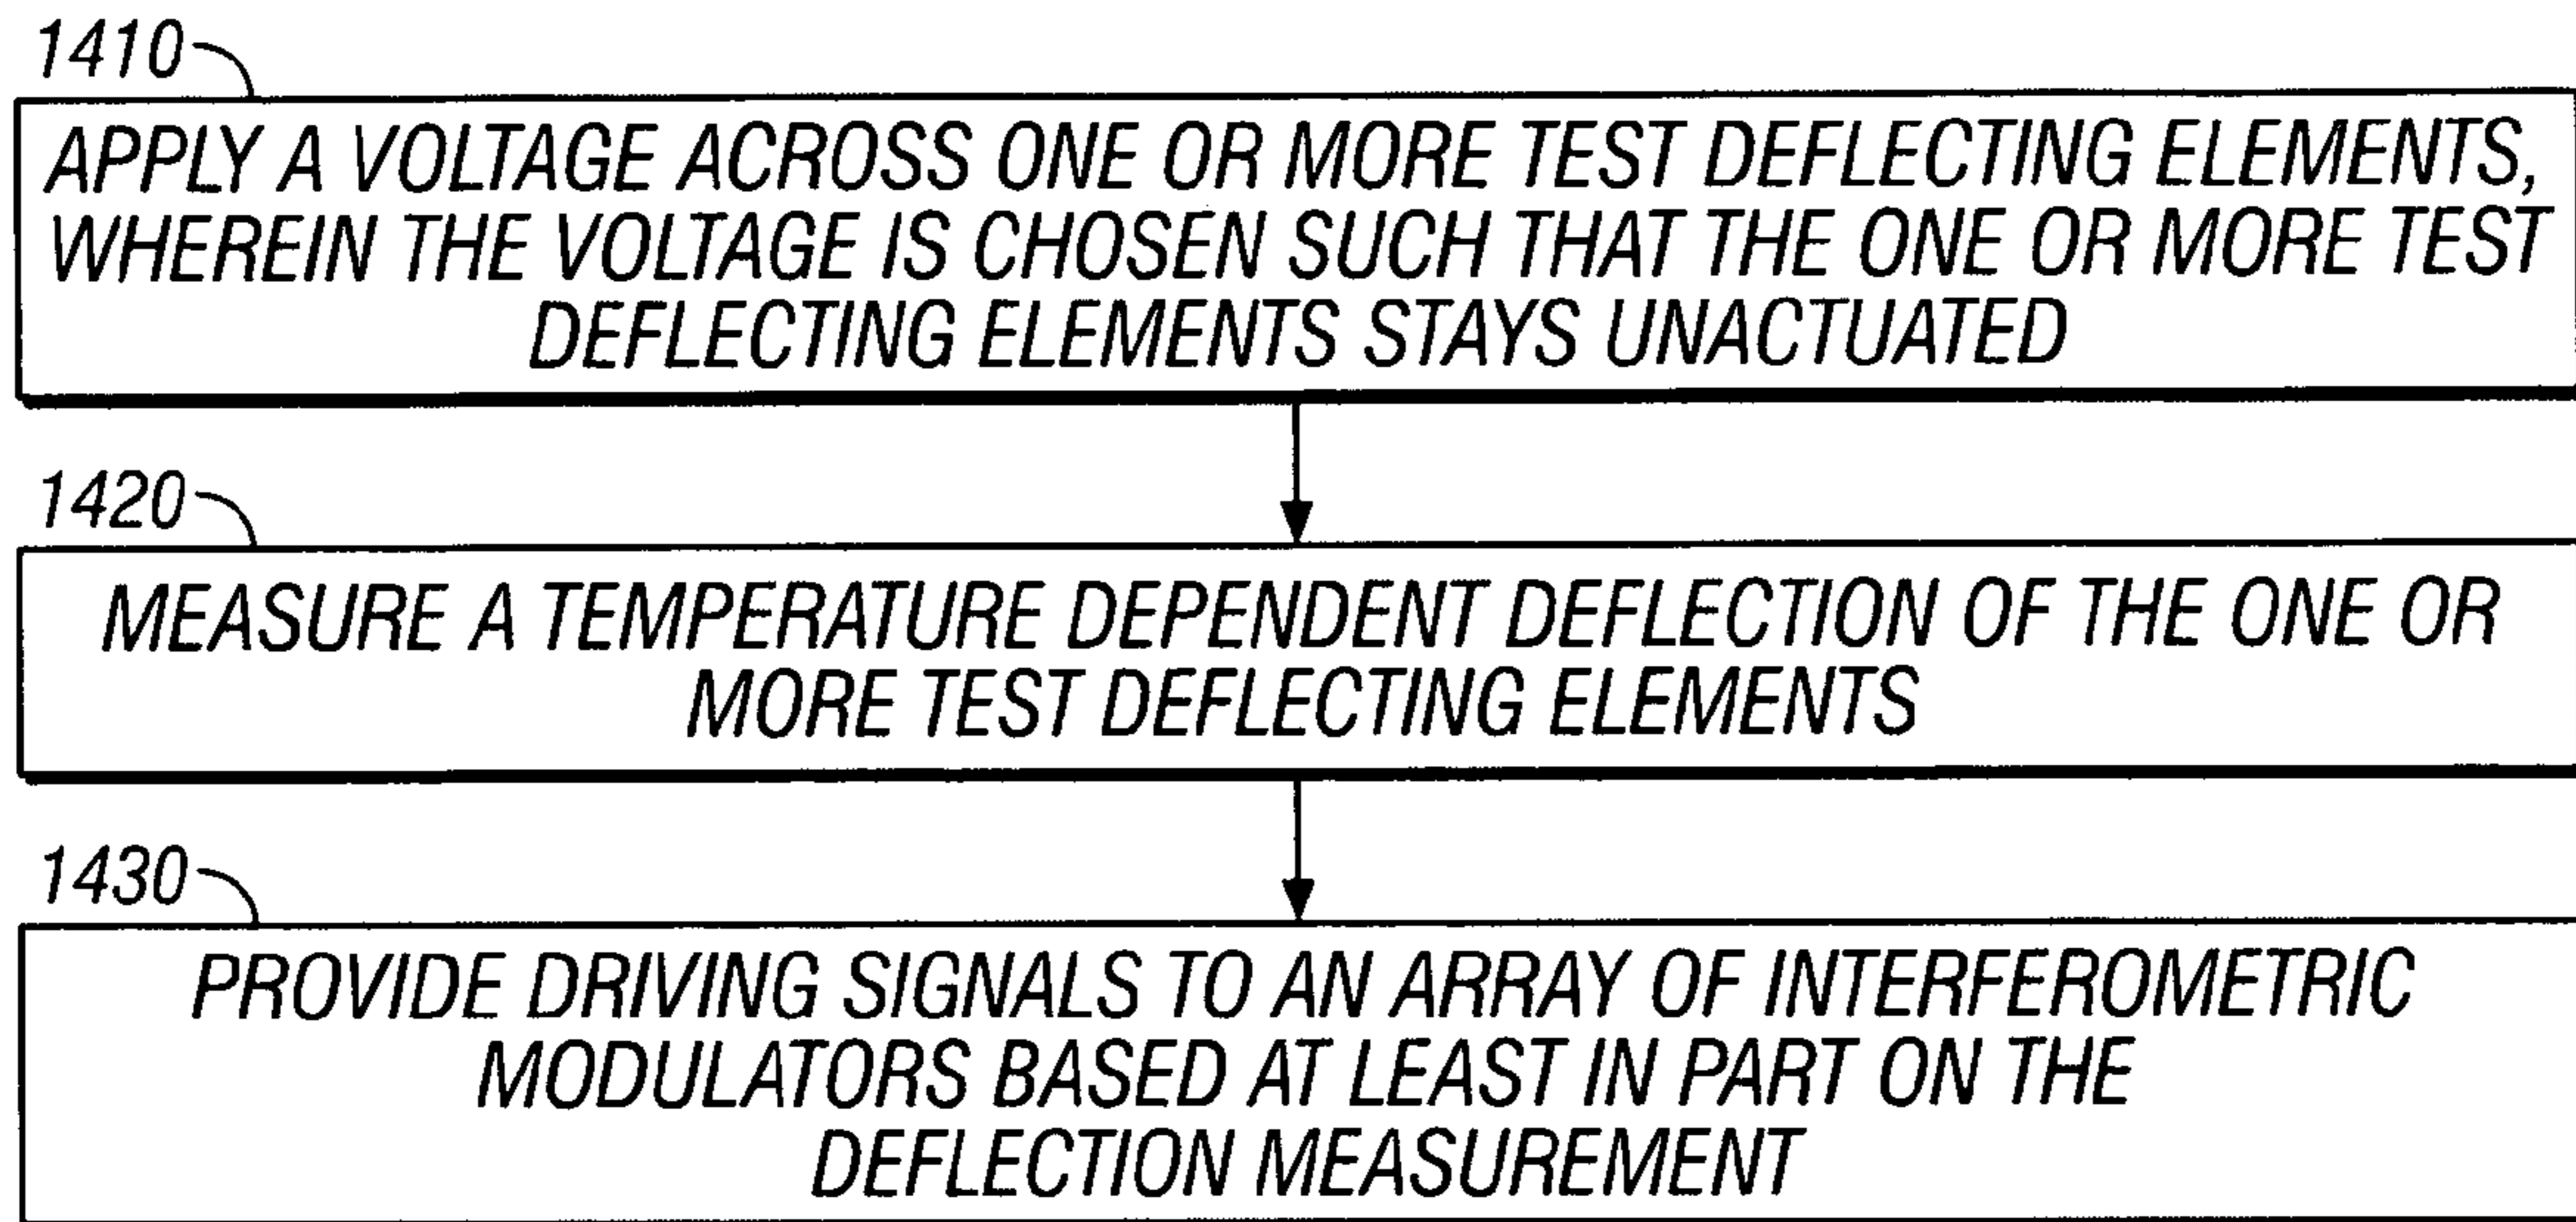 1410
APPLY A VOLTAGE ACROSS ONE OR MORE TEST DEFLECTING ELEMENTS,
WHEREIN THE VOLTAGE IS CHOSEN SUCH THAT THE ONE OR MORE TEST
DEFLECTING ELEMENTS STAYS UNACTUATED
1420
MEASURE A TEMPERATURE DEPENDENT DEFLECTION OF THE ONE OR
MORE TEST DEFLECTING ELEMENTS
1430
PROVIDE DRIVING SIGNALS TO AN ARRAY OF INTERFEROMETRIC
MODULATORS BASED AT LEAST IN PART ON THE
DEFLECTION MEASUREMENT